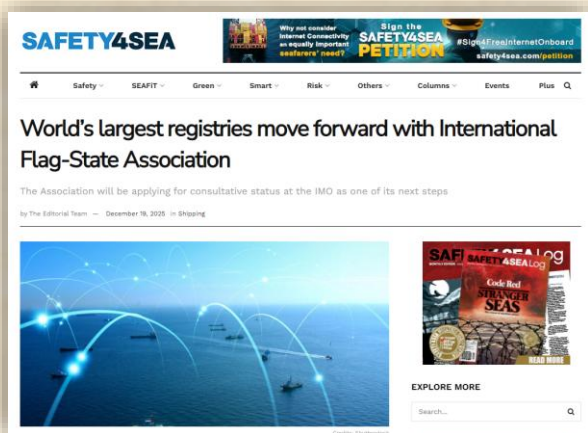 SAFETY4SEA
Why not consider
Internet Connectivity
an equally important
seafarers' need?
Sign the
SAFETY4SEA
PETITION
#Sign4FreeInternetOnboard
safety4sea.com/petition
Safety
SEAFiT
Green
Smart
Risk
Others
Columns
Events
Plus
World's largest registries move forward with International
Flag-State Association
The Association will be applying for consultative status at the IMO as one of its next steps
by The Editorial Team — December 19, 2025 in Shipping
SAFETY4SEA Log
Code Red
STRANGER
SEAS
READ MORE
EXPLORE MORE
Search...